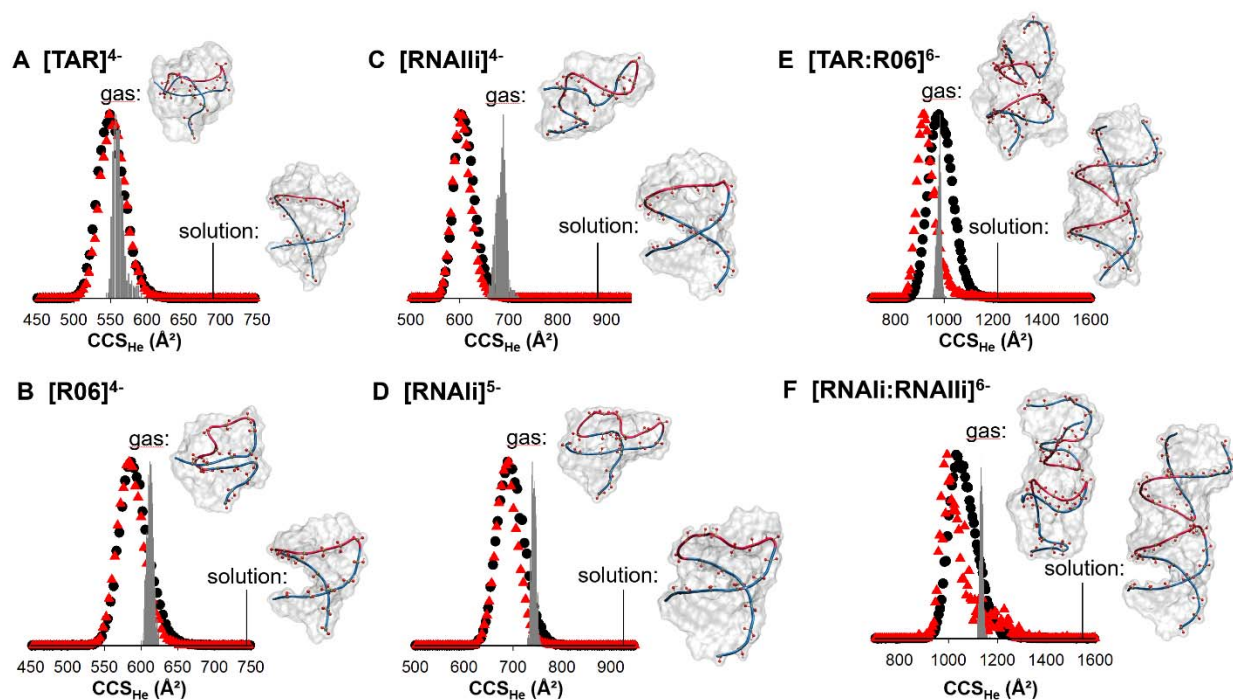 A [TAR]4-
gas:
solution:
450 500 550 600 650 700 750
CCSHe (Å²)
B [R06]4-
gas:
solution:
450 500 550 600 650 700 750
CCSHe (Å²)
C [RNAIIi]4-
gas:
solution:
500 600 700 800 900
CCSHe (Å²)
D [RNAIi]5-
gas:
solution:
500 600 700 800 900
CCSHe (Å²)
E [TAR:R06]6-
gas:
solution:
800 1000 1200 1400 1600
CCSHe (Å²)
F [RNAIi:RNAIIi]6-
gas:
solution:
800 1000 1200 1400 1600
CCSHe (Å²)